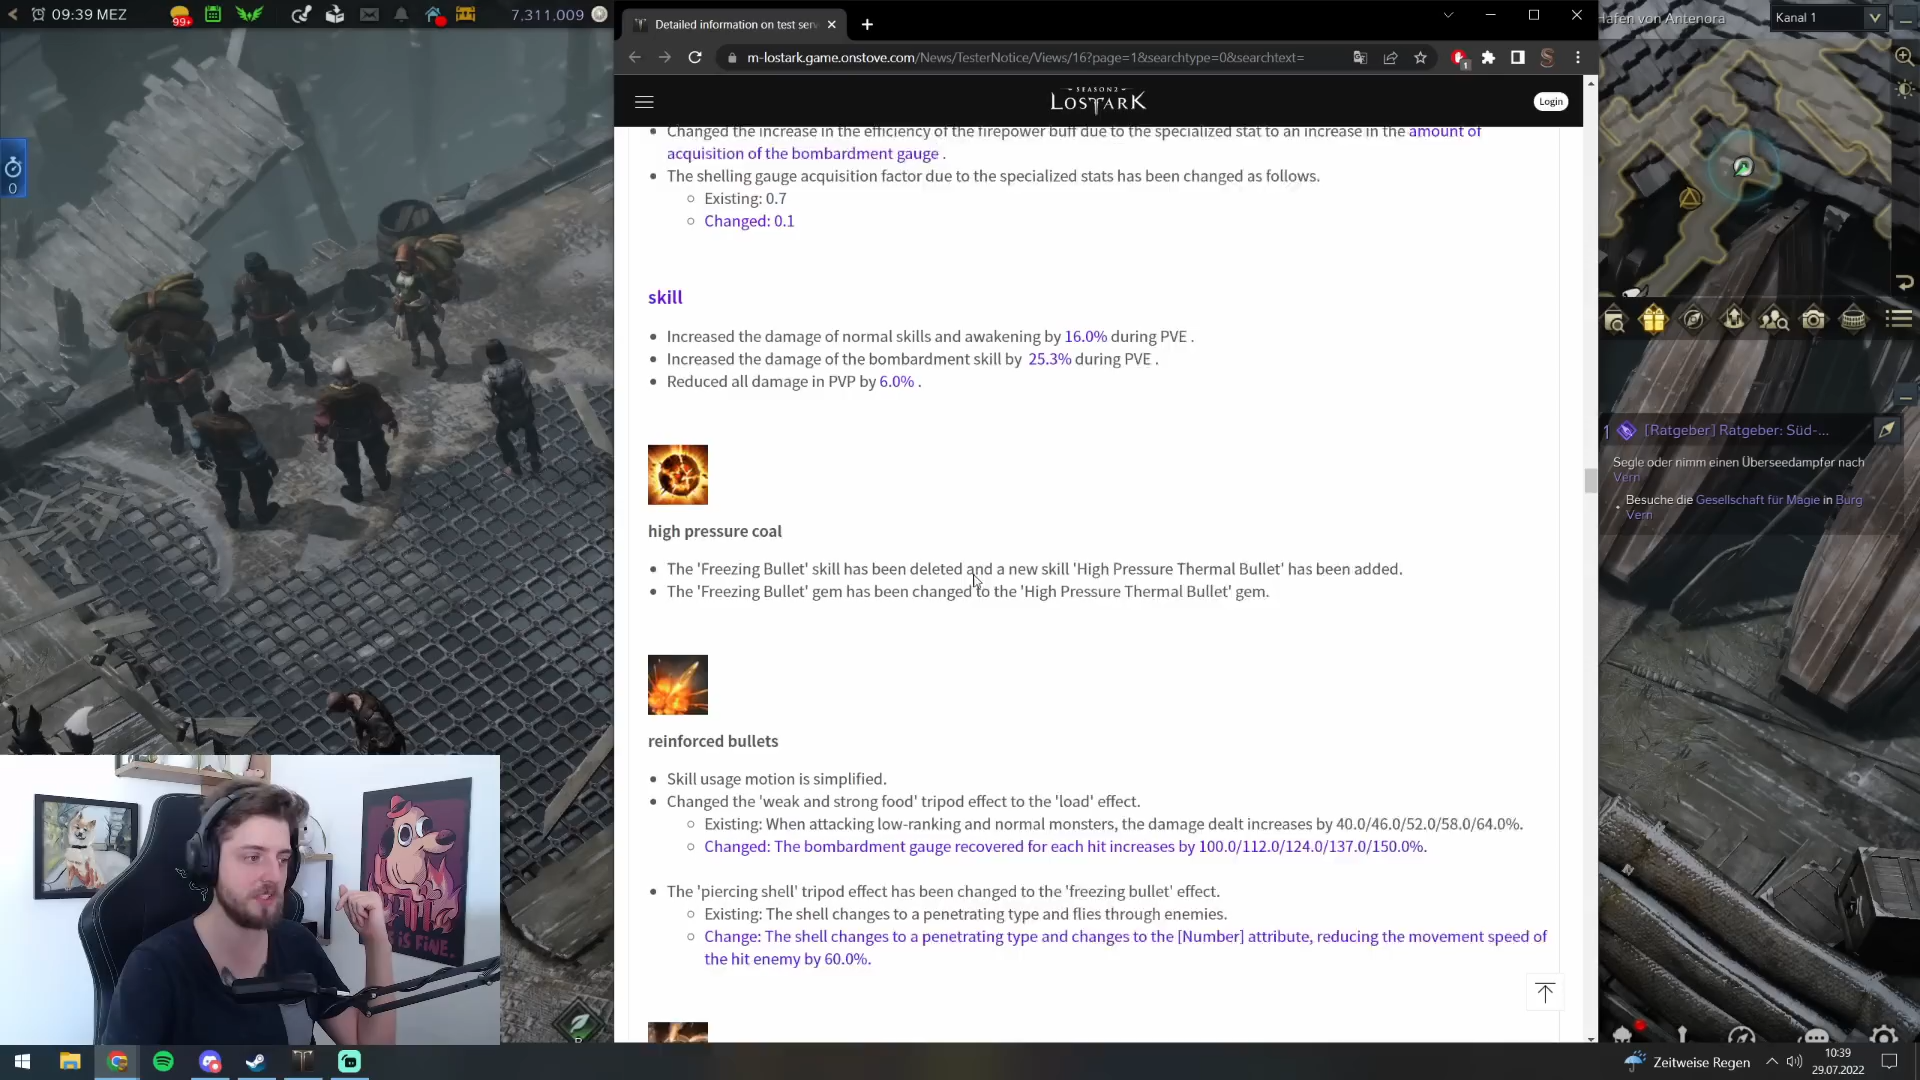 09:39 MEZ
99+
7,311,009
0
Detailed information on test ser
m-lostark.game.onstove.com/News/TesterNotice/Views/16?page=1&searchtype=0&searchtext=
1
SEASON2
LOSTARK
Login
Changed the increase in the efficiency of the firepower buff due to the specialized stat to an increase in the amount of
acquisition of the bombardment gauge .
The shelling gauge acquisition factor due to the specialized stats has been changed as follows.
Existing: 0.7
Changed: 0.1
skill
Increased the damage of normal skills and awakening by 16.0% during PVE .
Increased the damage of the bombardment skill by 25.3% during PVE .
Reduced all damage in PVP by 6.0% .
high pressure coal
The 'Freezing Bullet' skill has been deleted and a new skill 'High Pressure Thermal Bullet' has been added.
The 'Freezing Bullet' gem has been changed to the 'High Pressure Thermal Bullet' gem.
reinforced bullets
Skill usage motion is simplified.
Changed the 'weak and strong food' tripod effect to the 'load' effect.
Existing: When attacking low-ranking and normal monsters, the damage dealt increases by 40.0/46.0/52.0/58.0/64.0%.
Changed: The bombardment gauge recovered for each hit increases by 100.0/112.0/124.0/137.0/150.0%.
The 'piercing shell' tripod effect has been changed to the 'freezing bullet' effect.
Existing: The shell changes to a penetrating type and flies through enemies.
Change: The shell changes to a penetrating type and changes to the [Number] attribute, reducing the movement speed of
the hit enemy by 60.0%.
Hafen von Antenora
Kanal 1
1 [Ratgeber] Ratgeber: Süd-...
Segle oder nimm einen Überseedampfer nach
Vern
Besuche die Gesellschaft für Magie in Burg
Vern
IS FINE.
Zeitweise Regen
10:39
29.07.2022